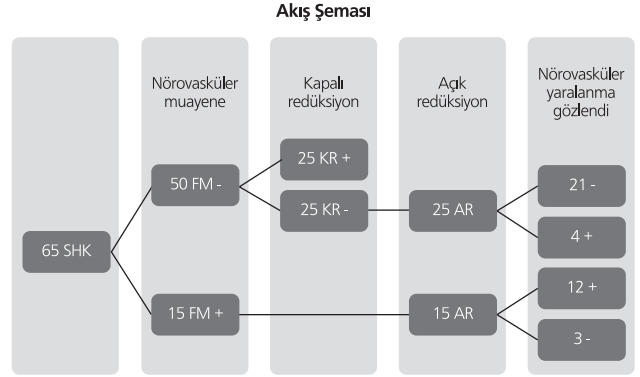 Akış Şeması
Nörovasküler
muayene
Kapalı
redüksiyon
Açık
redüksiyon
Nörovasküler
yaralanma
gözlendi
65 SHK
50 FM -
15 FM +
25 KR +
25 KR -
25 AR
15 AR
21 -
4 +
12 +
3 -